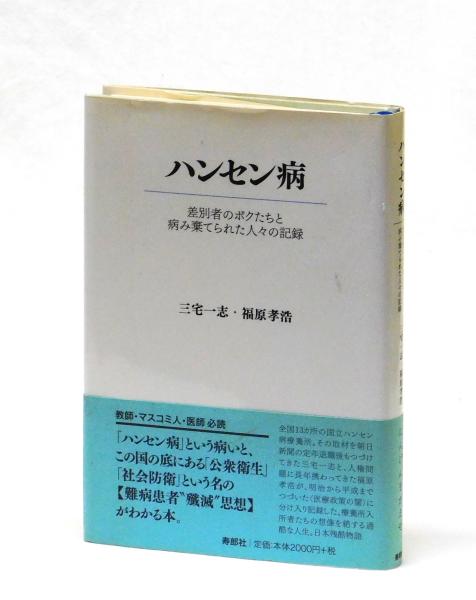 ハンセン病
差別者のボクたちと
病み棄てられた人々の記録
三宅一志・福原孝浩
教師・マスコミ人・医師 必読
「ハンセン病」という病いと、
この国の底にある「公衆衛生」
「社会防衛」という名の
【難病患者〝殲滅〟思想】
がわかる本。
全国13カ所の国立ハンセン
病療養所。その取材を朝日
新聞の定年退職後もつづけ
てきた三宅一志と、人権問
題に長年携わってきた福原
孝浩が、明治から平成まで
つづいた〈医療政策の闇〉に
分け入り記録した、療養所入
所者たちの想像を絶する過
酷な人生。日本残酷物語
寿郎社/定価:本体2000円+税
ハンセン病